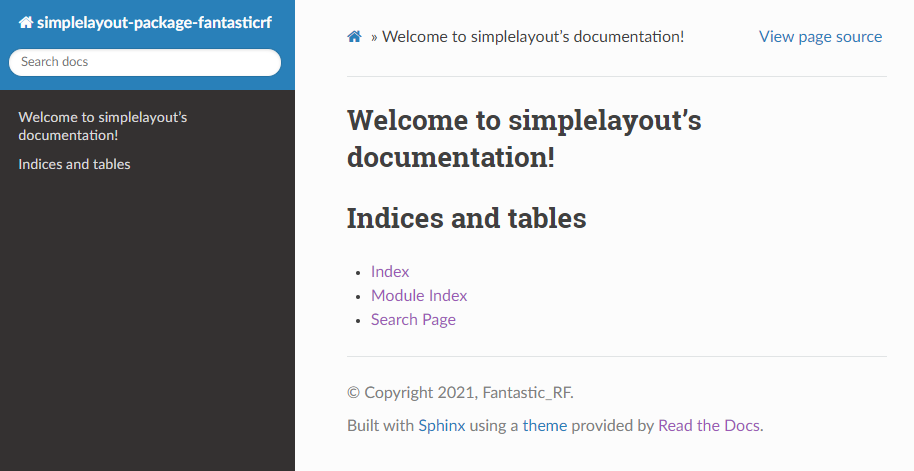 simplelayout-package-fantasticrf
Search docs
Welcome to simplelayout’s
documentation!
Indices and tables
» Welcome to simplelayout’s documentation!
View page source
Welcome to simplelayout’s
documentation!
Indices and tables
• Index
• Module Index
• Search Page
© Copyright 2021, Fantastic_RF.
Built with Sphinx using a theme provided by Read the Docs.